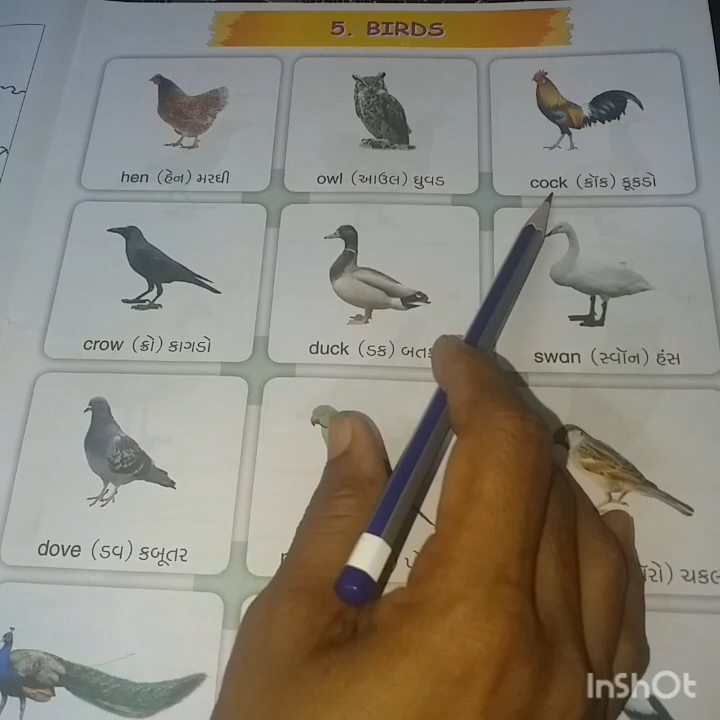 5. BIRDS
hen (હેન) મરઘી
owl (આઉલ) ઘુવડ
cock (કૉક) કૂકડો
crow (ક્રો) કાગડો
duck (ડક)
swan (સ્વૉન) હંસ
dove (ડવ) કબૂતર
InShOt